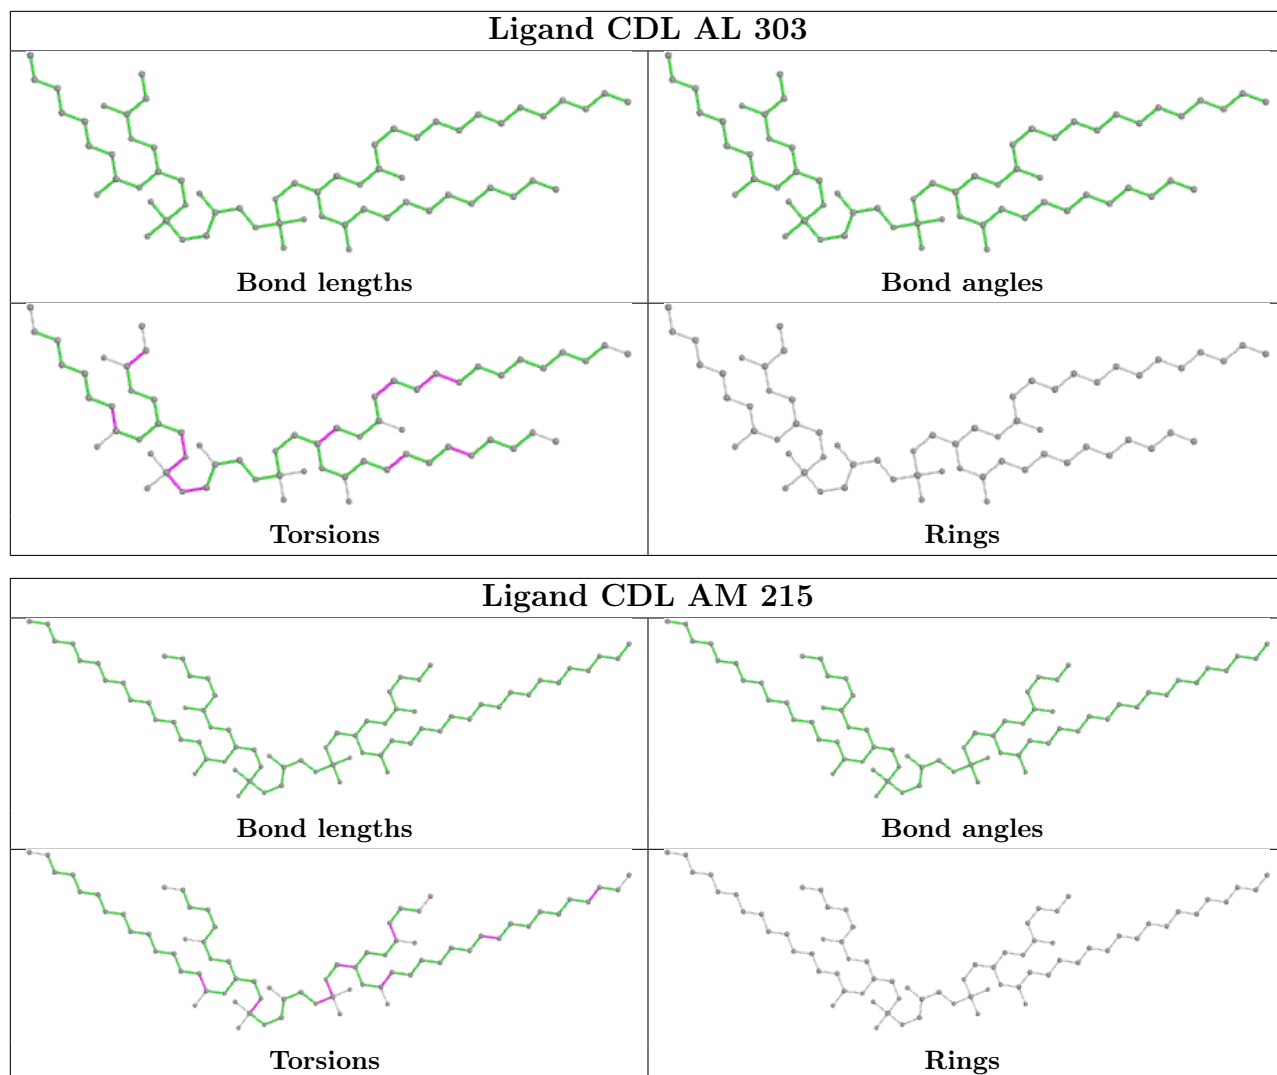 Ligand CDL AL 303
Bond lengths
Bond angles
Torsions
Rings
Ligand CDL AM 215
Bond lengths
Bond angles
Torsions
Rings